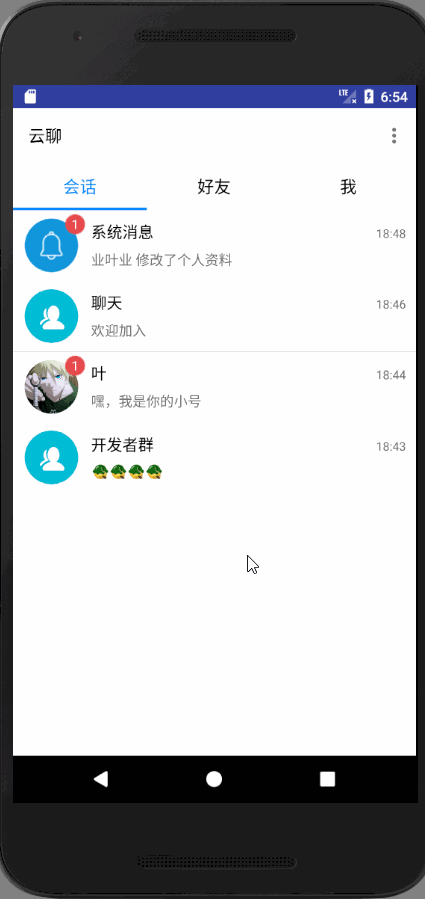 LTE 6:54
云聊
会话 好友 我
1
系统消息 18:48
业叶业 修改了个人资料
聊天 18:46
欢迎加入
1
叶 18:44
嘿，我是你的小号
开发者群 18:43